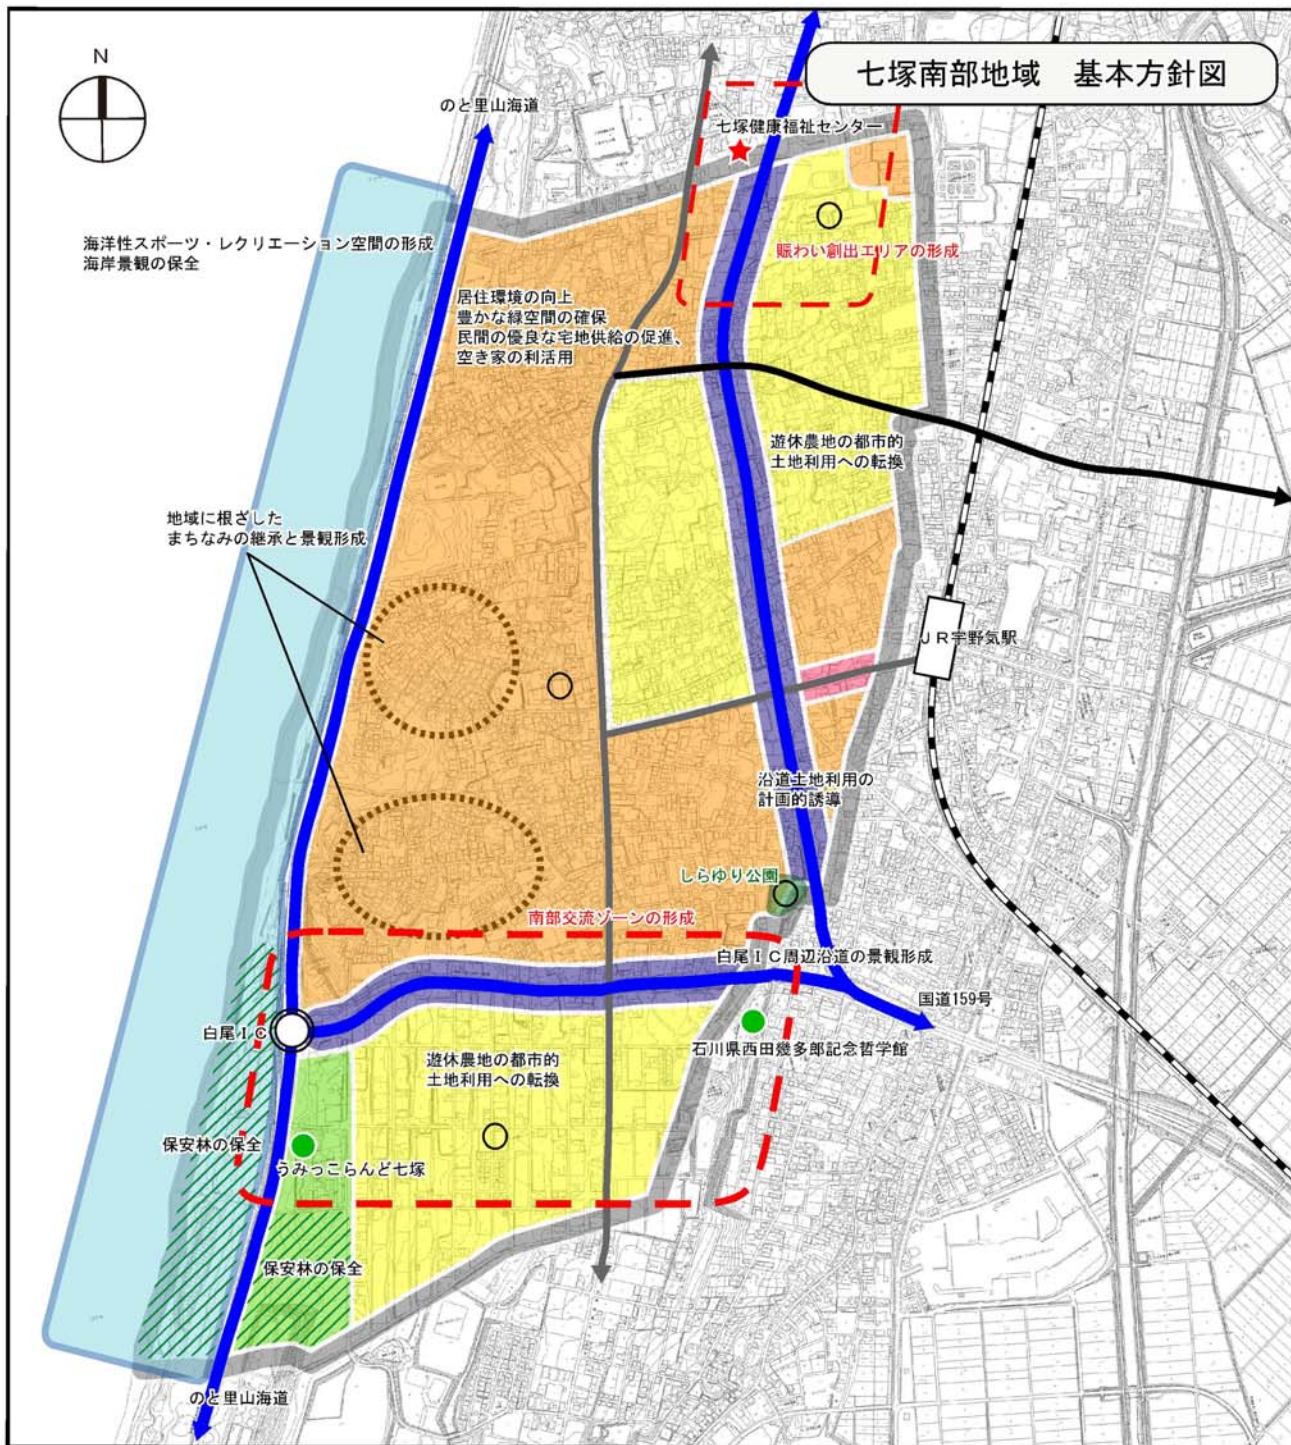 七塚南部地域 基本方針図
N
のと里山海道
七塚健康福祉センター
海洋性スポーツ・レクリエーション空間の形成
海岸景観の保全
賑わい創出エリアの形成
居住環境の向上
豊かな緑空間の確保
民間の優良な宅地供給の促進、
空き家の利活用
遊休農地の都市的
土地利用への転換
地域に根ざした
まちなみの継承と景観形成
ＪＲ宇野気駅
沿道土地利用の
計画的誘導
しらゆり公園
南部交流ゾーンの形成
白尾ＩＣ周辺沿道の景観形成
国道159号
白尾ＩＣ
石川県西田幾多郎記念哲学館
遊休農地の都市的
土地利用への転換
保安林の保全
うみっこらんど七塚
保安林の保全
のと里山海道